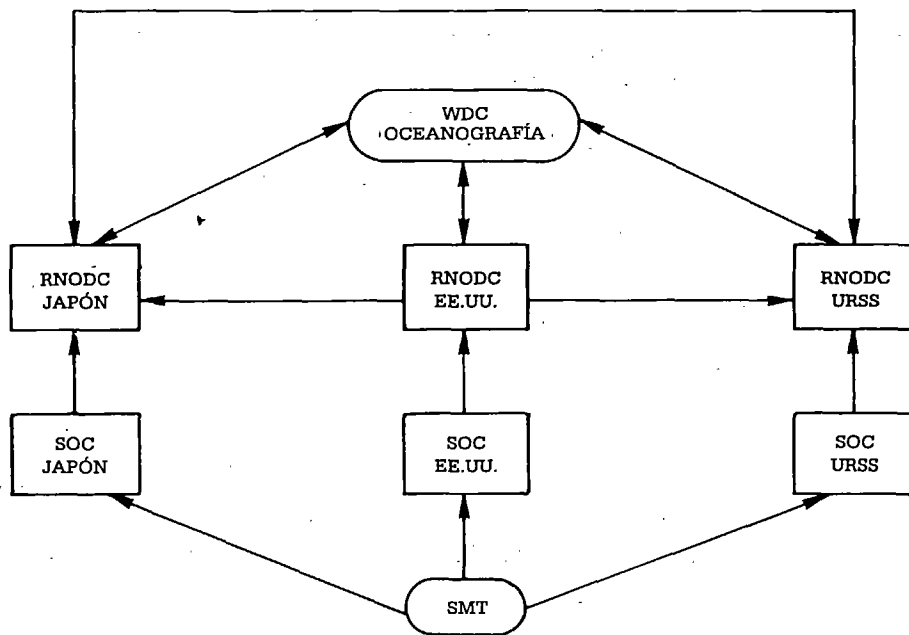 WDC
OCEANOGRAFÍA
RNODC
JAPÓN
RNODC
EE.UU.
RNODC
URSS
SOC
JAPÓN
SOC
EE.UU.
SOC
URSS
SMT